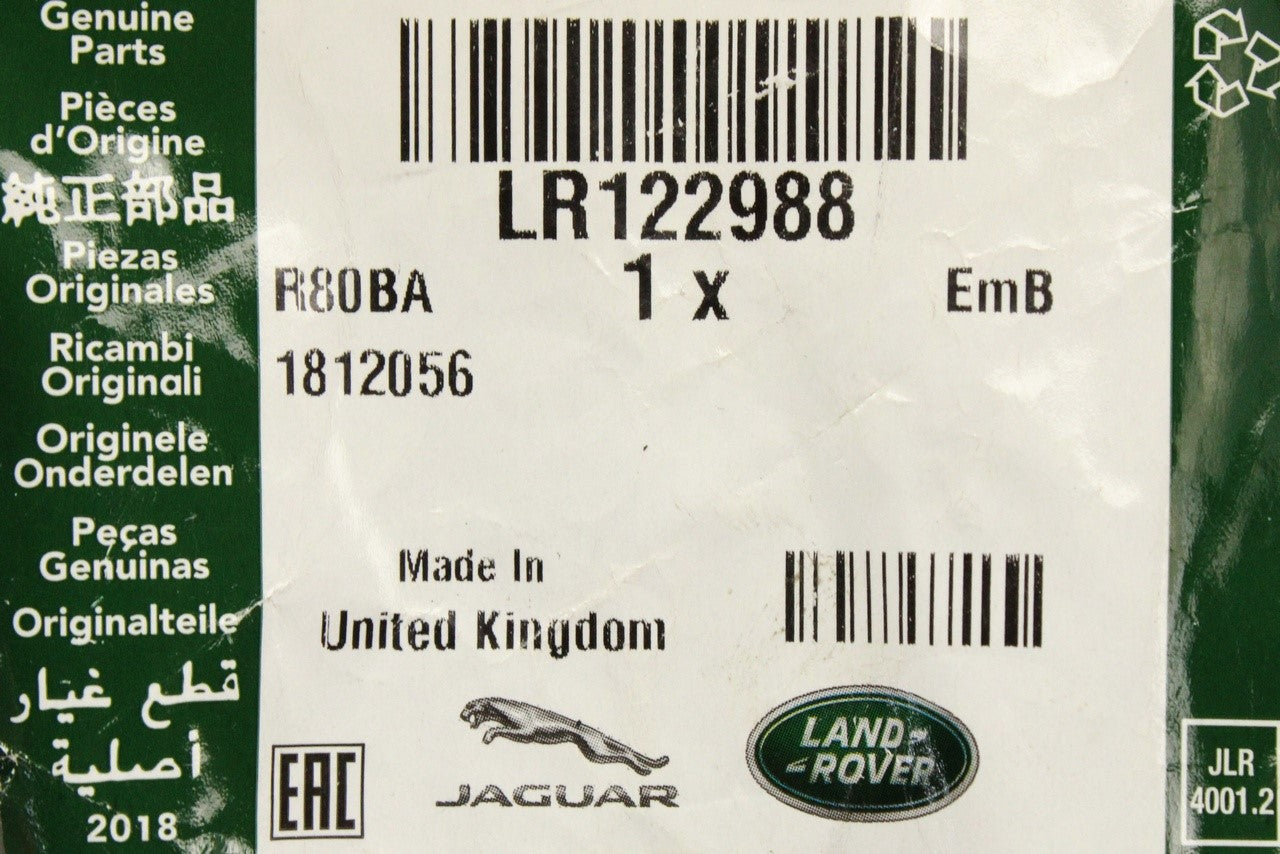 Genuine
Parts
Pièces
d'Origine
純正部品
Piezas
Originales
Ricambi
Originali
Originele
Onderdelen
Peças
Genuinas
Originalteile
قطع غيار
أصلية
2018
LR122988
R80BA
1 x
EmB
1812056
Made In
United Kingdom
EAC
JAGUAR
LAND-
-ROVER
JLR
4001.2